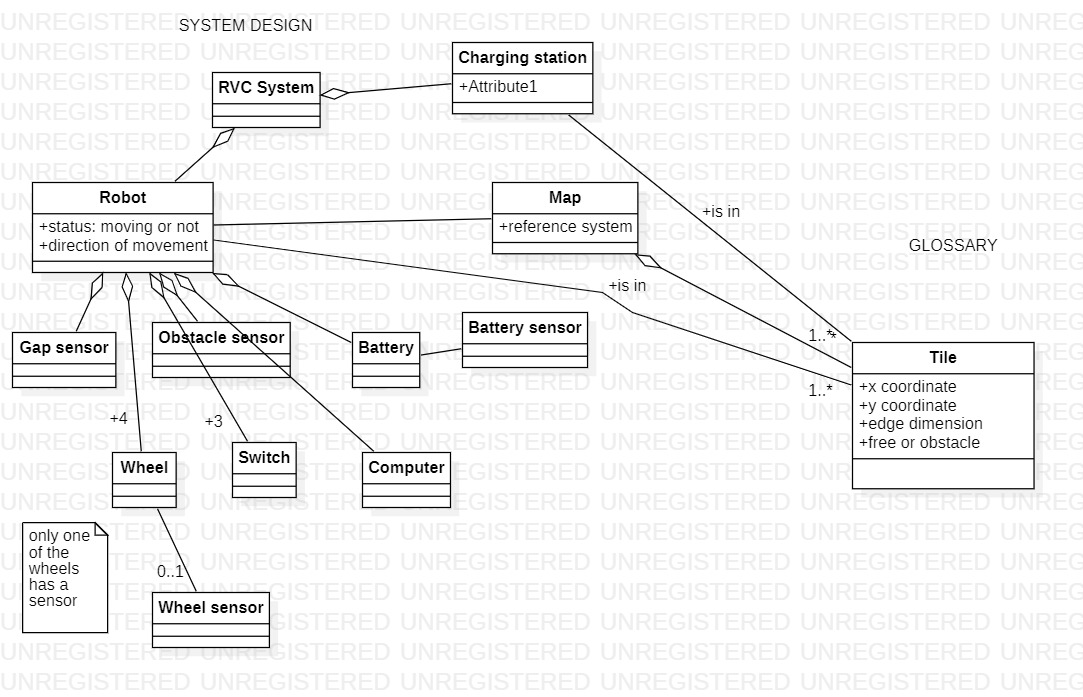 SYSTEM DESIGN
Charging station
+Attribute1
RVC System
Robot
+status: moving or not
+direction of movement
Map
+reference system
+is in
GLOSSARY
+is in
Gap sensor
Obstacle sensor
Battery
Battery sensor
1..*
*
Tile
+x coordinate
+y coordinate
+edge dimension
+free or obstacle
1..*
+4
+3
Wheel
Switch
Computer
only one
of the
wheels
has a
sensor
0..1
Wheel sensor
UNREGISTERED